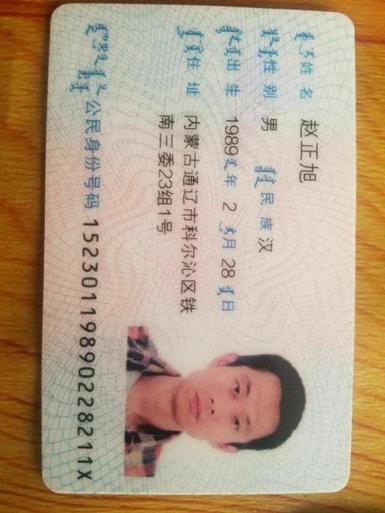 姓名 赵正旭
性别 男 民族 汉
出生 1989 年 2 月 28 日
住址 内蒙古通辽市科尔沁区铁
南三委23组1号
公民身份号码 15230119890228211X